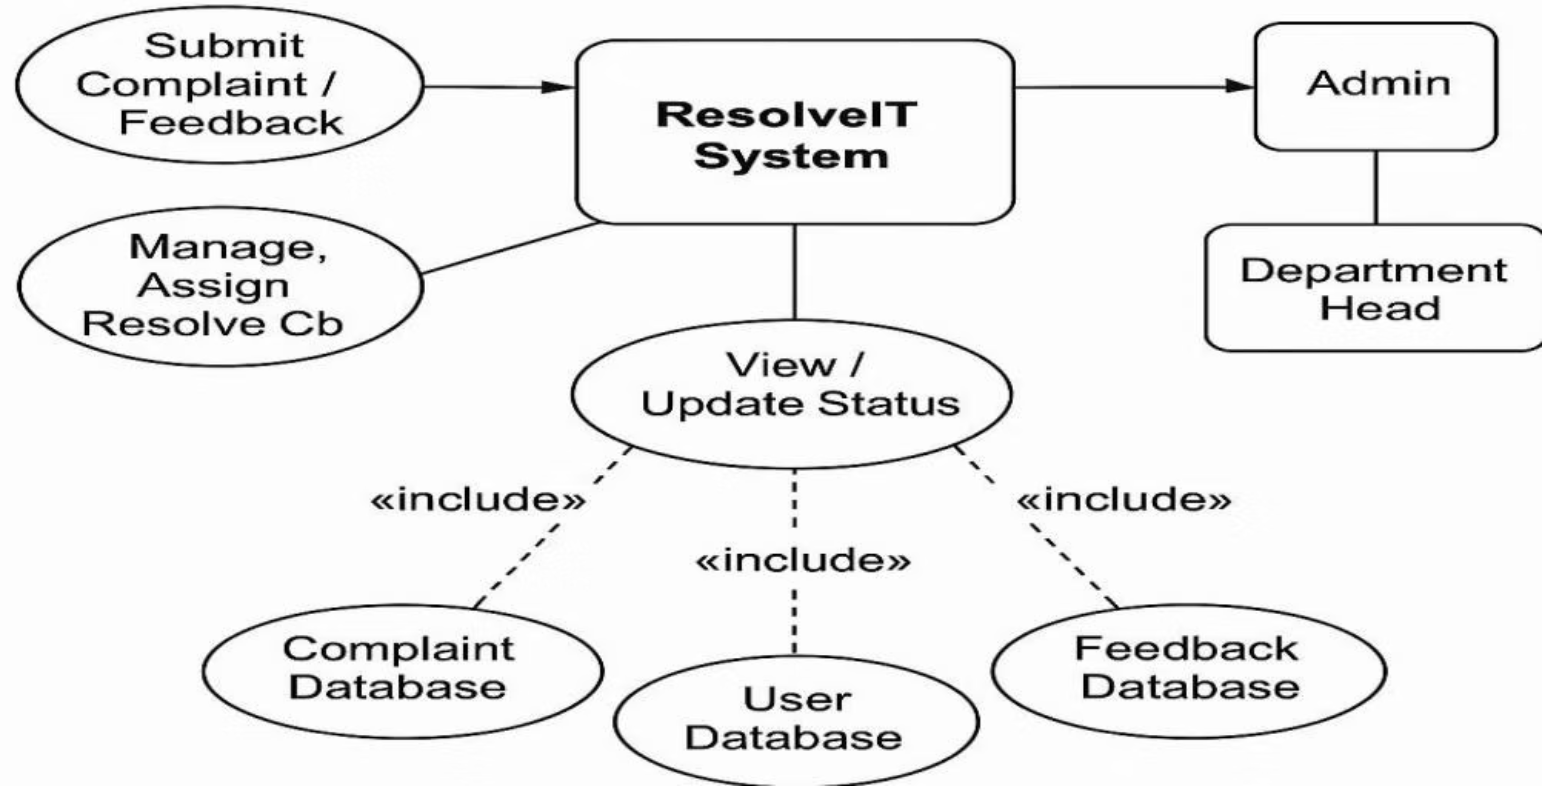 Submit
Complaint /
Feedback
ResolveIT
System
Admin
Manage,
Assign
Resolve Cb
Department
Head
View /
Update Status
«include»
«include»
«include»
Complaint
Database
User
Database
Feedback
Database